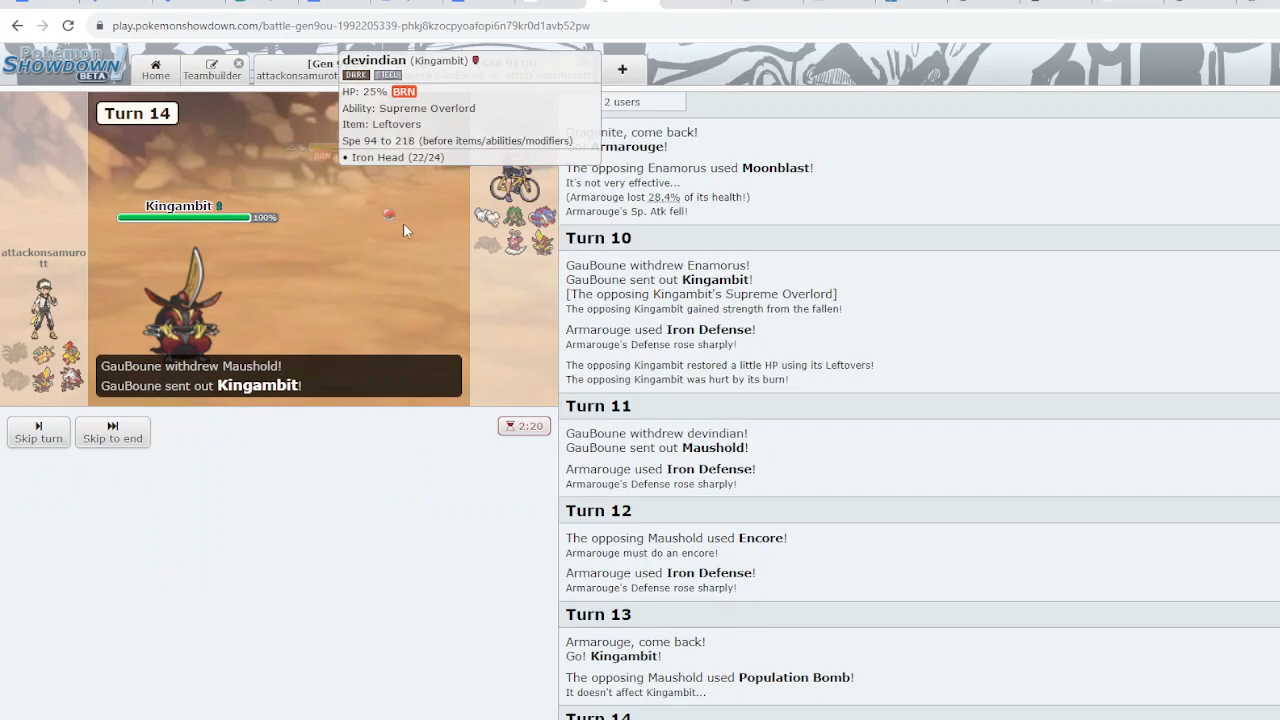 play.pokemonshowdown.com/battle-gen9ou-1992205339-phkj8kzocpyoafopi6n79kr0d1avb52pw
Pokémon
SHOWDOWN
BETA
Home
Teambuilder
[Gen
attackonsamurot
devindian (Kingambit)
DARK STEEL
HP: 25% BRN
Ability: Supreme Overlord
Item: Leftovers
Spe 94 to 218 (before items/abilities/modifiers)
• Iron Head (22/24)
+
2 users
Turn 14
Kingambit
100%
attackonsamuro
tt
GauBoune withdrew Maushold!
GauBoune sent out Kingambit!
Skip turn
Skip to end
2:20
Dragonite, come back!
Go! Armarouge!
The opposing Enamorus used Moonblast!
It's not very effective...
(Armarouge lost 28.4% of its health!)
Armarouge's Sp. Atk fell!
Turn 10
GauBoune withdrew Enamorus!
GauBoune sent out Kingambit!
[The opposing Kingambit's Supreme Overlord]
The opposing Kingambit gained strength from the fallen!
Armarouge used Iron Defense!
Armarouge's Defense rose sharply!
The opposing Kingambit restored a little HP using its Leftovers!
The opposing Kingambit was hurt by its burn!
Turn 11
GauBoune withdrew devindian!
GauBoune sent out Maushold!
Armarouge used Iron Defense!
Armarouge's Defense rose sharply!
Turn 12
The opposing Maushold used Encore!
Armarouge must do an encore!
Armarouge used Iron Defense!
Armarouge's Defense rose sharply!
Turn 13
Armarouge, come back!
Go! Kingambit!
The opposing Maushold used Population Bomb!
It doesn't affect Kingambit...
Turn 14